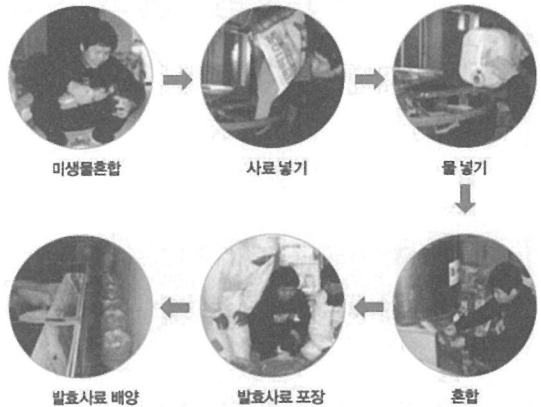 미생물혼합
사료 넣기
물 넣기
혼합
발효사료 포장
발효사료 배양